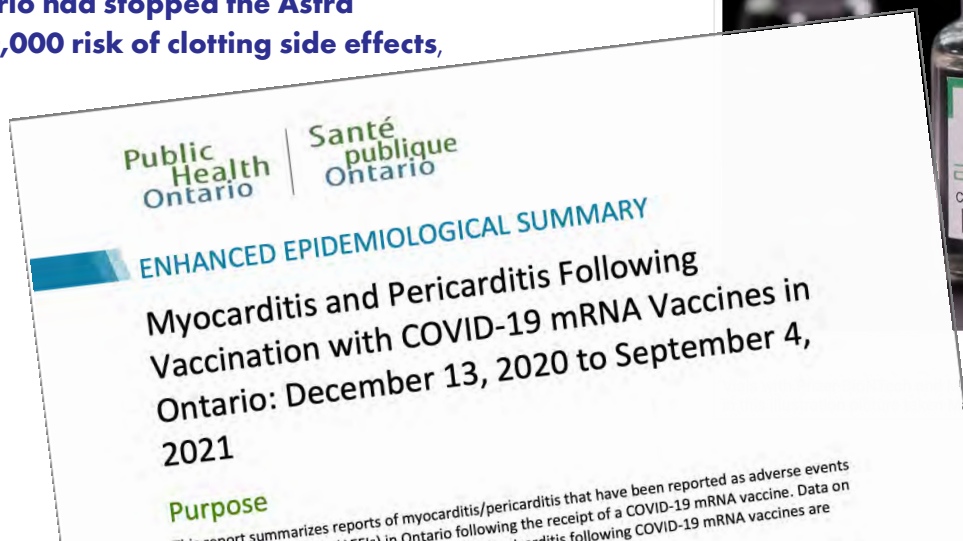 rio had stopped the Astra
,000 risk of clotting side effects,
Public
Health
Ontario
Santé
publique
Ontario
ENHANCED EPIDEMIOLOGICAL SUMMARY
Myocarditis and Pericarditis Following
Vaccination with COVID-19 mRNA Vaccines in
Ontario: December 13, 2020 to September 4,
2021
Purpose
report summarizes reports of myocarditis/pericarditis that have been reported as adverse events
in Ontario following the receipt of a COVID-19 mRNA vaccine. Data on
following COVID-19 mRNA vaccines are